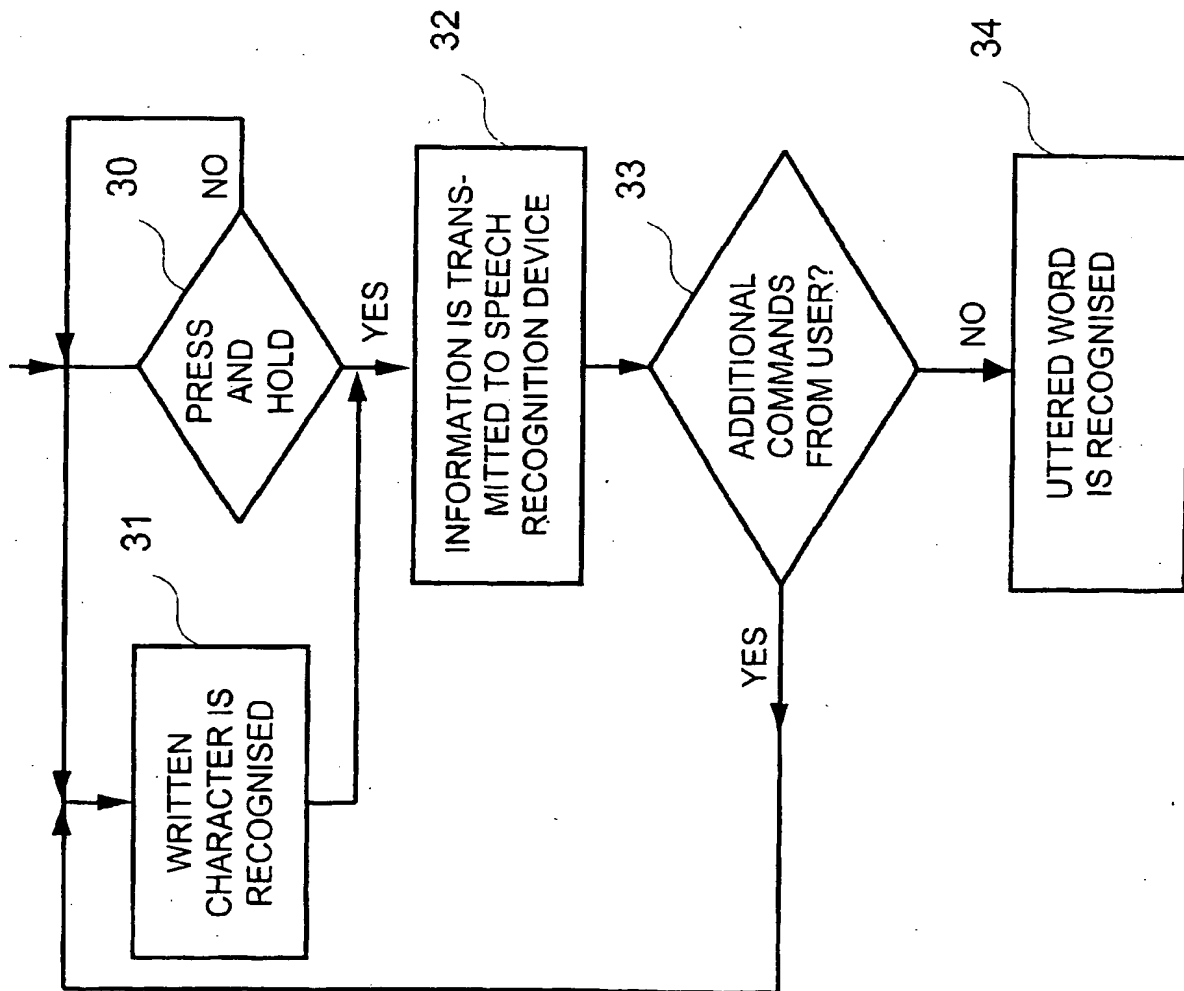 30
PRESS
AND
HOLD
NO
YES
31
WRITTEN
CHARACTER IS
RECOGNISED
32
INFORMATION IS TRANS-
MITTED TO SPEECH
RECOGNITION DEVICE
33
ADDITIONAL
COMMANDS
FROM USER?
YES
NO
34
UTTERED WORD
IS RECOGNISED